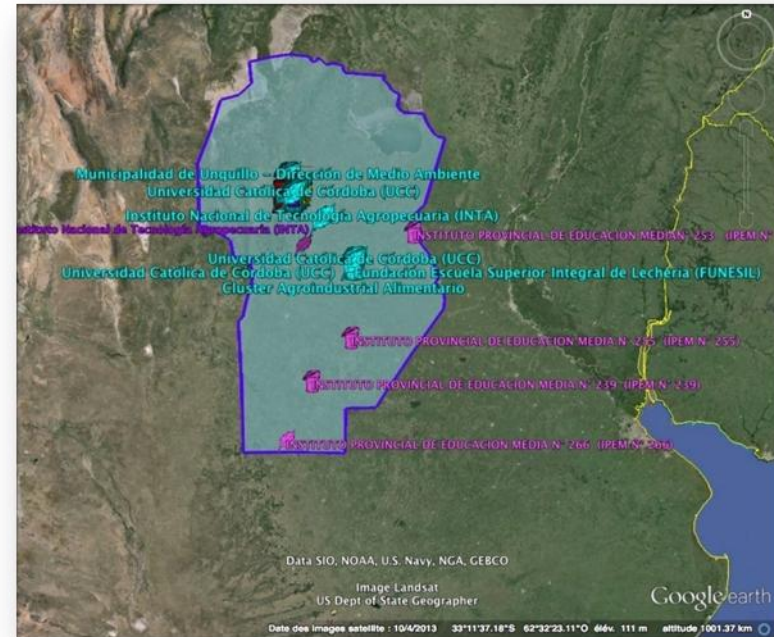 N
Municipalidad de Unquillo – Dirección de Medio Ambiente
Universidad Católica de Córdoba (UCC)
Instituto Nacional de Tecnología Agropecuaria (INTA)
Instituto Nacional de Tecnología Agropecuaria (INTA)
INSTITUTO PROVINCIAL DE EDUCACION MEDIA N° 253 (IPEM N°
Universidad Católica de Córdoba (UCC)
Universidad Católica de Córdoba (UCC)
Fundación Escuela Superior Integral de Lechería (FUNESIL)
Cluster Agroindustrial Alimentario
INSTITUTO PROVINCIAL DE EDUCACION MEDIA N° 255 (IPEM N° 255)
INSTITUTO PROVINCIAL DE EDUCACION MEDIA N° 239 (IPEM N° 239)
INSTITUTO PROVINCIAL DE EDUCACION MEDIA N° 266 (IPEM N° 266)
Data SIO, NOAA, U.S. Navy, NGA, GEBCO
Image Landsat
US Dept of State Geographer
Google earth
Date des images satellite : 10/4/2013 33°11'37.18"S 62°32'23.11"O élév. 111 m altitude 1001.37 km